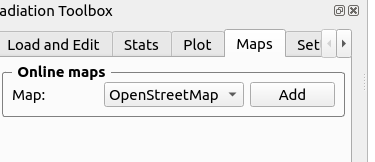 adiation Toolbox
Load and Edit Stats Plot Maps Set
Online maps
Map: OpenStreetMap Add